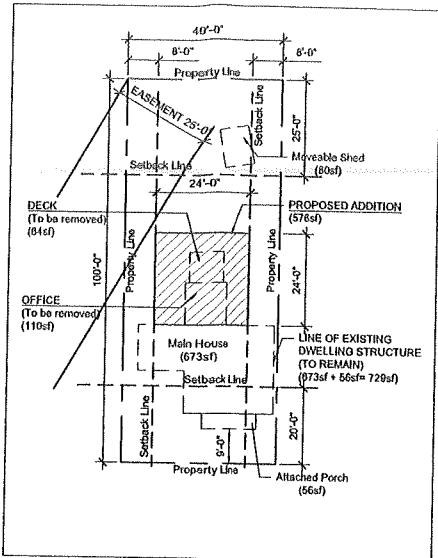 40'-0"
8'-0"
8'-0"
Property Line
EASEMENT 25'-0"
Setback Line
25'-0"
Moveable Shed
(80sf)
Setback Line
24'-0"
DECK
(To be removed)
(64sf)
PROPOSED ADDITION
(576sf)
Property Line
Property Line
100'-0"
24'-0"
OFFICE
(To be removed)
(110sf)
Main House
(673sf)
LINE OF EXISTING
DWELLING STRUCTURE
(TO REMAIN)
(673sf + 56sf= 729sf)
Setback Line
Setback Line
20'-0"
9'-0"
Property Line
Attached Porch
(56sf)